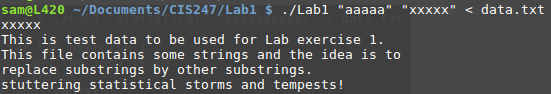 sam@L420 ~/Documents/CIS247/Lab1 $ ./Lab1 "aaaaa" "xxxxx" < data.txt
xxxxx
This is test data to be used for Lab exercise 1.
This file contains some strings and the idea is to
replace substrings by other substrings.
stuttering statistical storms and tempests!